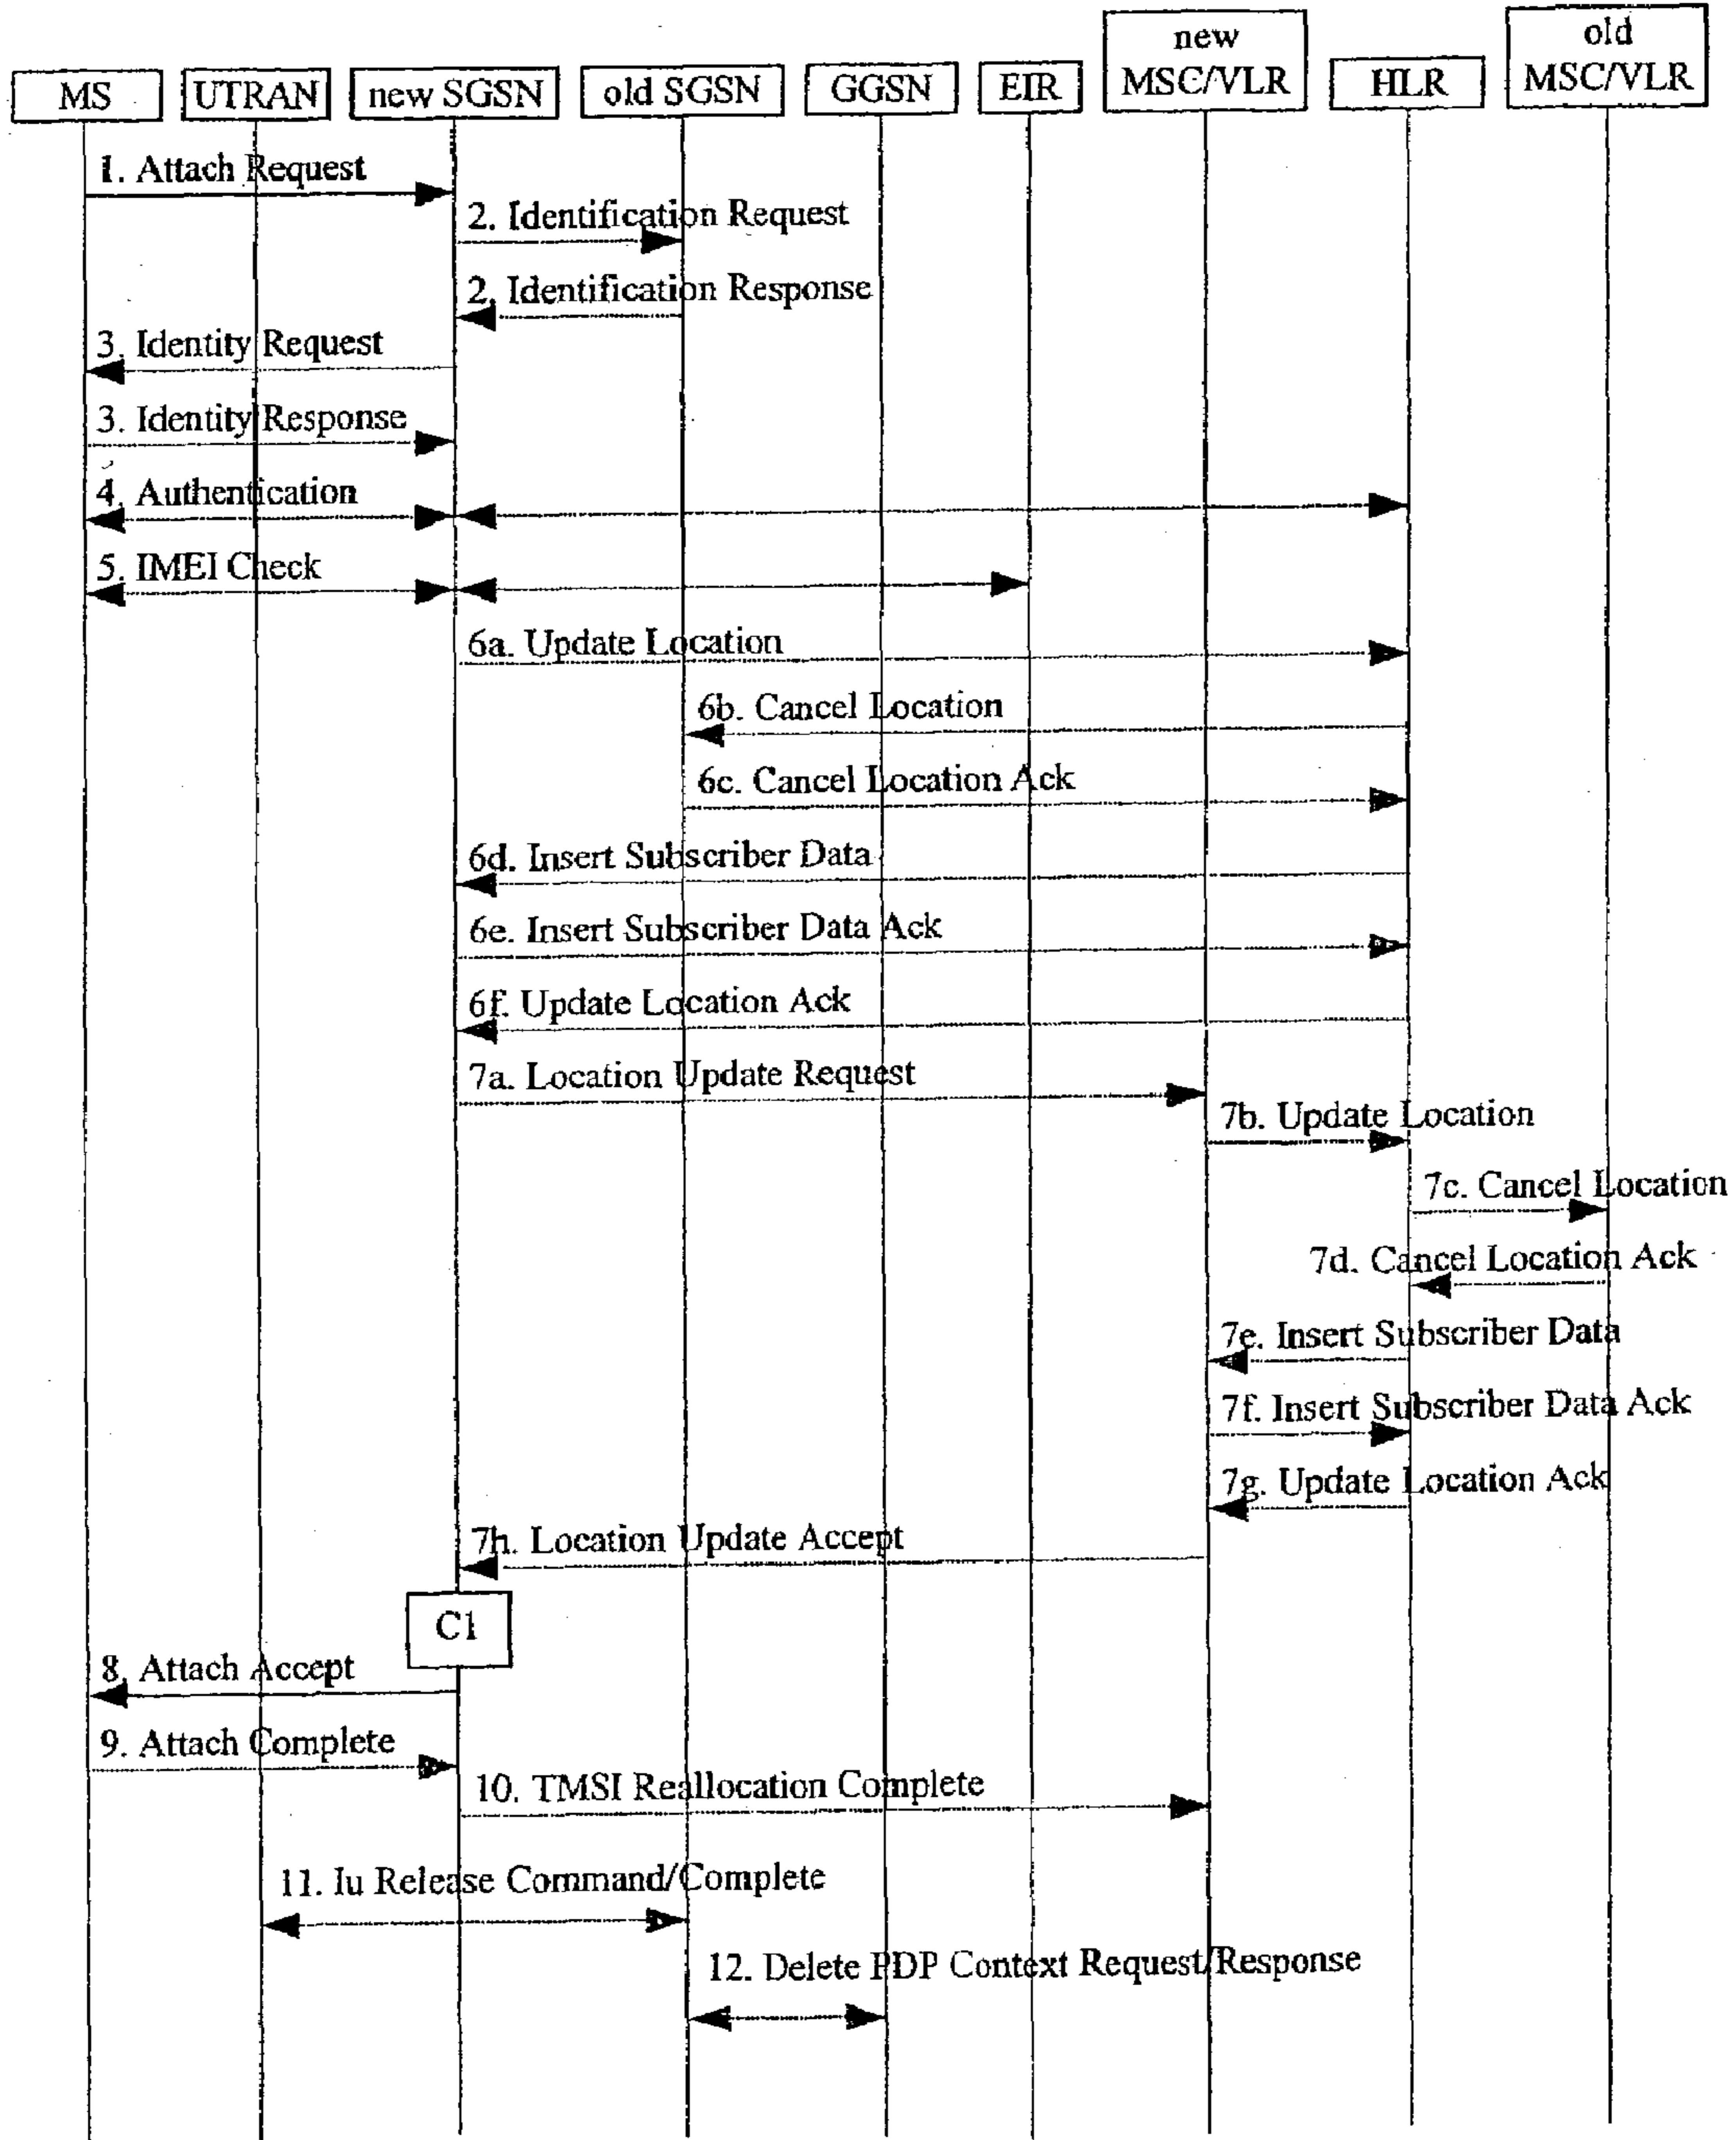 MS
UTRAN
new SGSN
old SGSN
GGSN
EIR
new
MSC/VLR
HLR
old
MSC/VLR
1. Attach Request
2. Identification Request
2. Identification Response
3. Identity Request
3. Identity Response
4. Authentication
5. IMEI Check
6a. Update Location
6b. Cancel Location
6c. Cancel Location Ack
6d. Insert Subscriber Data
6e. Insert Subscriber Data Ack
6f. Update Location Ack
7a. Location Update Request
7b. Update Location
7c. Cancel Location
7d. Cancel Location Ack
7e. Insert Subscriber Data
7f. Insert Subscriber Data Ack
7g. Update Location Ack
7h. Location Update Accept
C1
8. Attach Accept
9. Attach Complete
10. TMSI Reallocation Complete
11. Iu Release Command/Complete
12. Delete PDP Context Request/Response